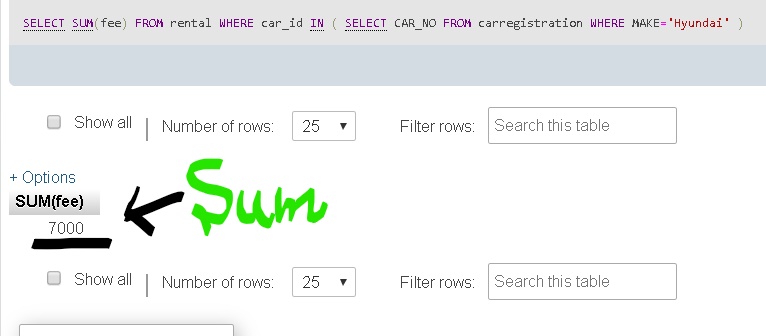 SELECT SUM(fee) FROM rental WHERE car_id IN ( SELECT CAR_NO FROM carregistration WHERE MAKE='Hyundai' )
Show all | Number of rows: 25 Filter rows: Search this table
+ Options
Sum
SUM(fee)
7000
Show all | Number of rows: 25 Filter rows: Search this table